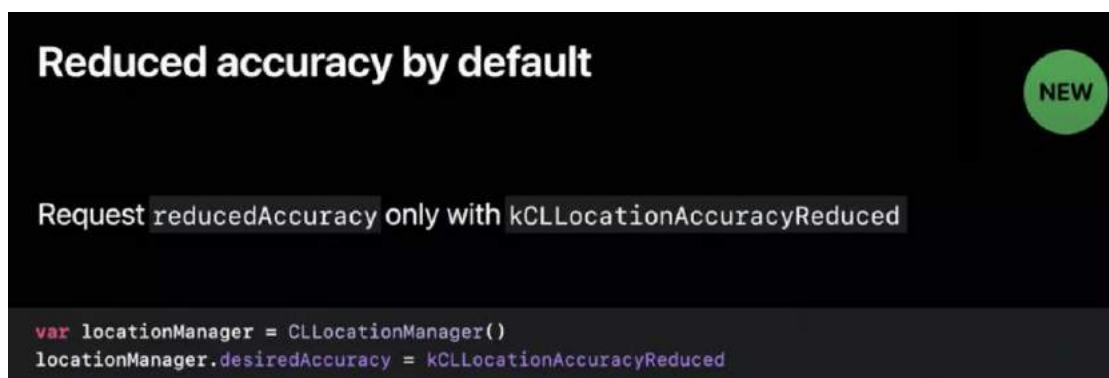 Reduced accuracy by default
NEW
Request reducedAccuracy only with kCLLocationAccuracyReduced
var locationManager = CLLocationManager()
locationManager.desiredAccuracy = kCLLocationAccuracyReduced